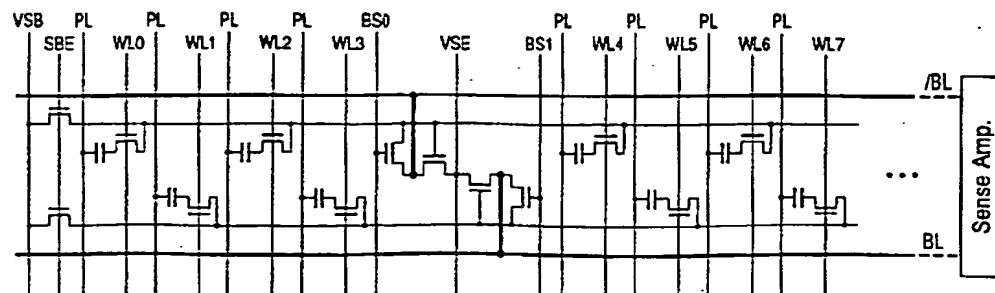 VSB PL PL PL PL BS0 PL PL PL PL
SBE WL0 WL1 WL2 WL3 VSE BS1 WL4 WL5 WL6 WL7
/BL
BL
Sense Amp.